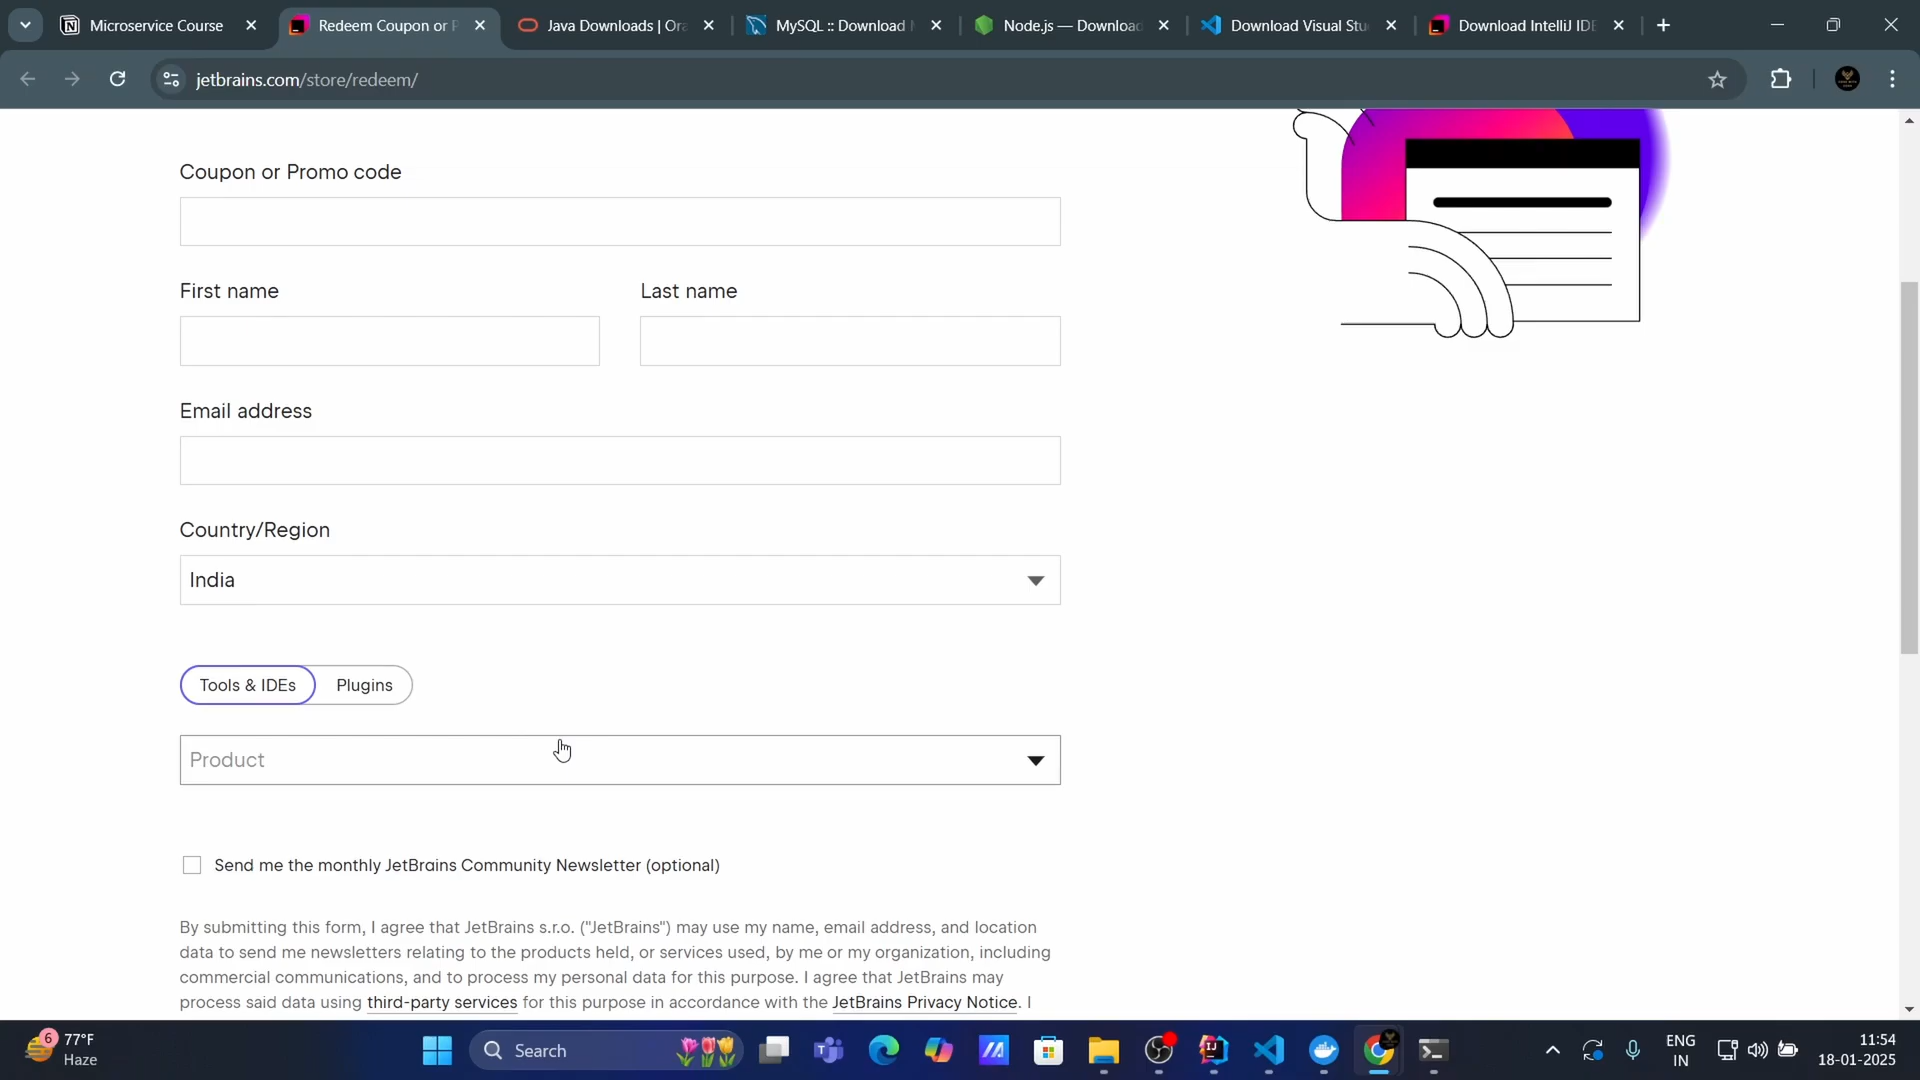 Microservice Course
Redeem Coupon or P
Java Downloads | Ora
MySQL :: Download
Node.js — Download
Download Visual Stu
Download IntelliJ IDE
jetbrains.com/store/redeem/
Coupon or Promo code
First name
Last name
Email address
Country/Region
India
Tools & IDEs
Plugins
Product
Send me the monthly JetBrains Community Newsletter (optional)
By submitting this form, I agree that JetBrains s.r.o. ("JetBrains") may use my name, email address, and location
data to send me newsletters relating to the products held, or services used, by me or my organization, including
commercial communications, and to process my personal data for this purpose. I agree that JetBrains may
process said data using third-party services for this purpose in accordance with the JetBrains Privacy Notice. I
6
77°F
Haze
Search
ENG
IN
11:54
18-01-2025